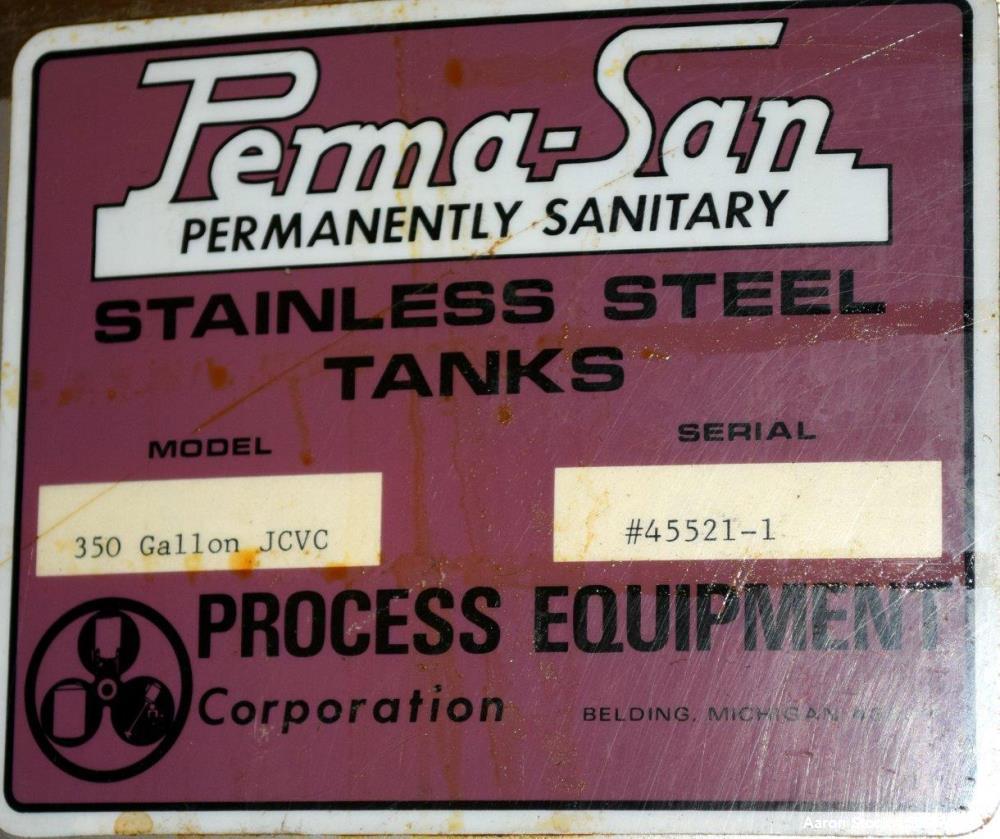 Perma-San
PERMANENTLY SANITARY
STAINLESS STEEL
TANKS
MODEL
SERIAL
350 Gallon JCVC
#45521-1
PROCESS EQUIPMENT
Corporation
BELDING, MICHIGAN